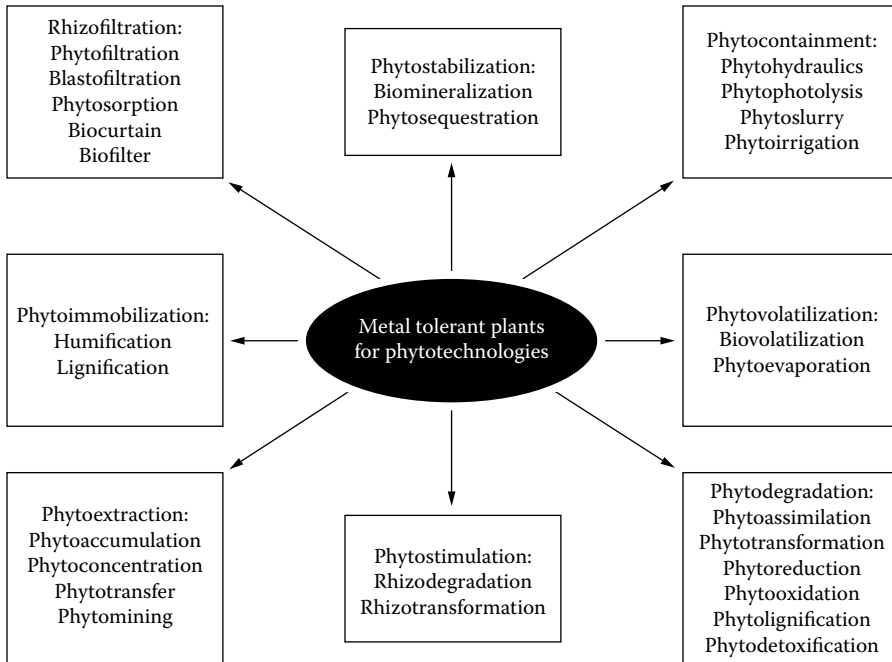 Rhizofiltration:
Phytofiltration
Blastofiltration
Phytosorption
Biocurtain
Biofilter
Phytostabilization:
Biomineralization
Phytosequestration
Phytocontainment:
Phytohydraulics
Phytophotolysis
Phytoslurry
Phytoirrigation
Phytoimmobilization:
Humification
Lignification
Metal tolerant plants
for phytotechnologies
Phytovolatilization:
Biovolatilization
Phytoevaporation
Phytoextraction:
Phytoaccumulation
Phytoconcentration
Phytotransfer
Phytomining
Phytostimulation:
Rhizodegradation
Rhizotransformation
Phytodegradation:
Phytoassimilation
Phytotransformation
Phytoreduction
Phytooxidation
Phytolignification
Phytodetoxification